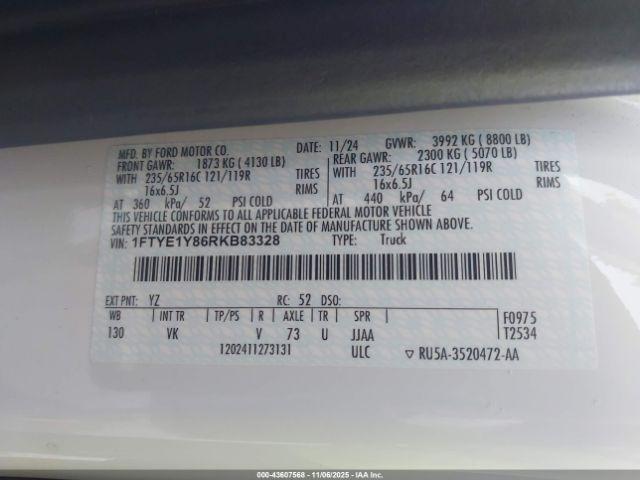 MFD. BY FORD MOTOR CO. DATE: 11/24 GVWR: 3992 KG ( 8800 LB)
FRONT GAWR: 1873 KG ( 4130 LB) REAR GAWR: 2300 KG ( 5070 LB)
WITH 235/65R16C 121/119R TIRES WITH 235/65R16C 121/119R TIRES
16x6.5J RIMS 16x6.5J RIMS
AT 360 kPa/ 52 PSI COLD AT 440 kPa/ 64 PSI COLD
THIS VEHICLE CONFORMS TO ALL APPLICABLE FEDERAL MOTOR VEHICLE
SAFETY STANDARDS IN EFFECT ON THE DATE OF MANUFACTURE SHOWN ABOVE.
VIN: 1FTYE1Y86RKB83328 TYPE: Truck
EXT PNT: YZ RC: 52 DSO:
WB INT TR TP/PS R AXLE TR SPR F0975
130 VK V 73 U JJAA T2534
1202411273131 ULC ▽ RU5A-3520472-AA
000-43607568 - 11/06/2025 - IAA